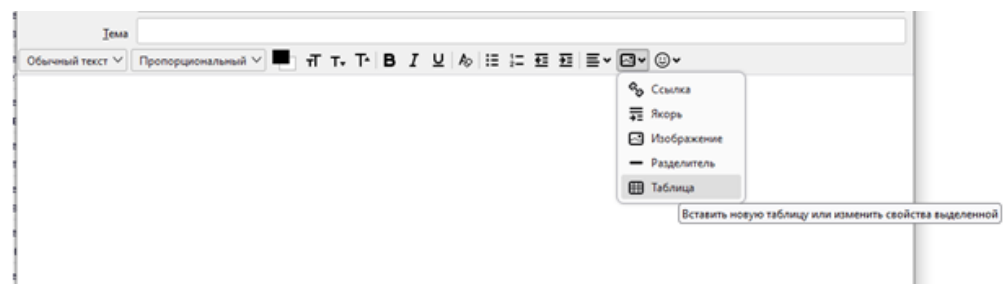 Тема
Обычный текст Пропорциональный
Ссылка
Якорь
Изображение
Разделитель
Таблица
Вставить новую таблицу или изменить свойства выделенной